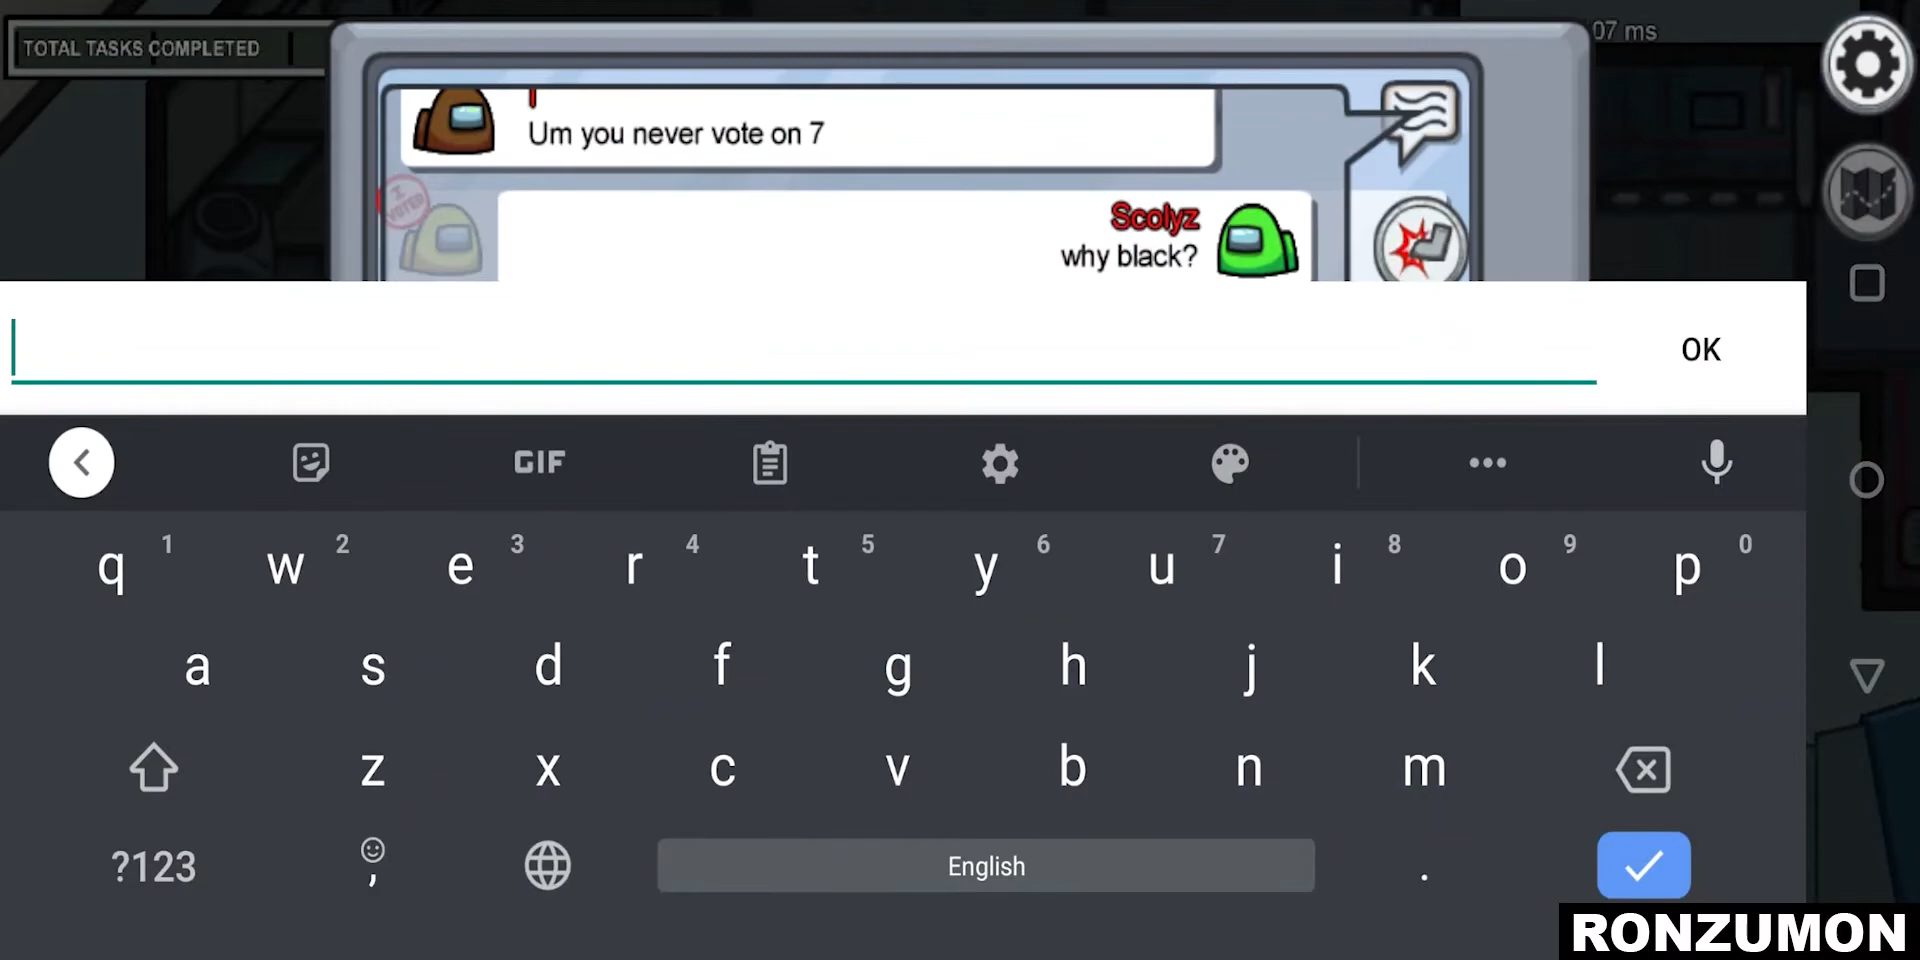 TOTAL TASKS COMPLETED
07 ms
Um you never vote on 7
I VOTED
Scolyz
why black?
OK
GIF
q 1 w 2 e 3 r 4 t 5 y 6 u 7 i 8 o 9 p 0
a s d f g h j k l
z x c v b n m
?123 , English .
RONZUMON